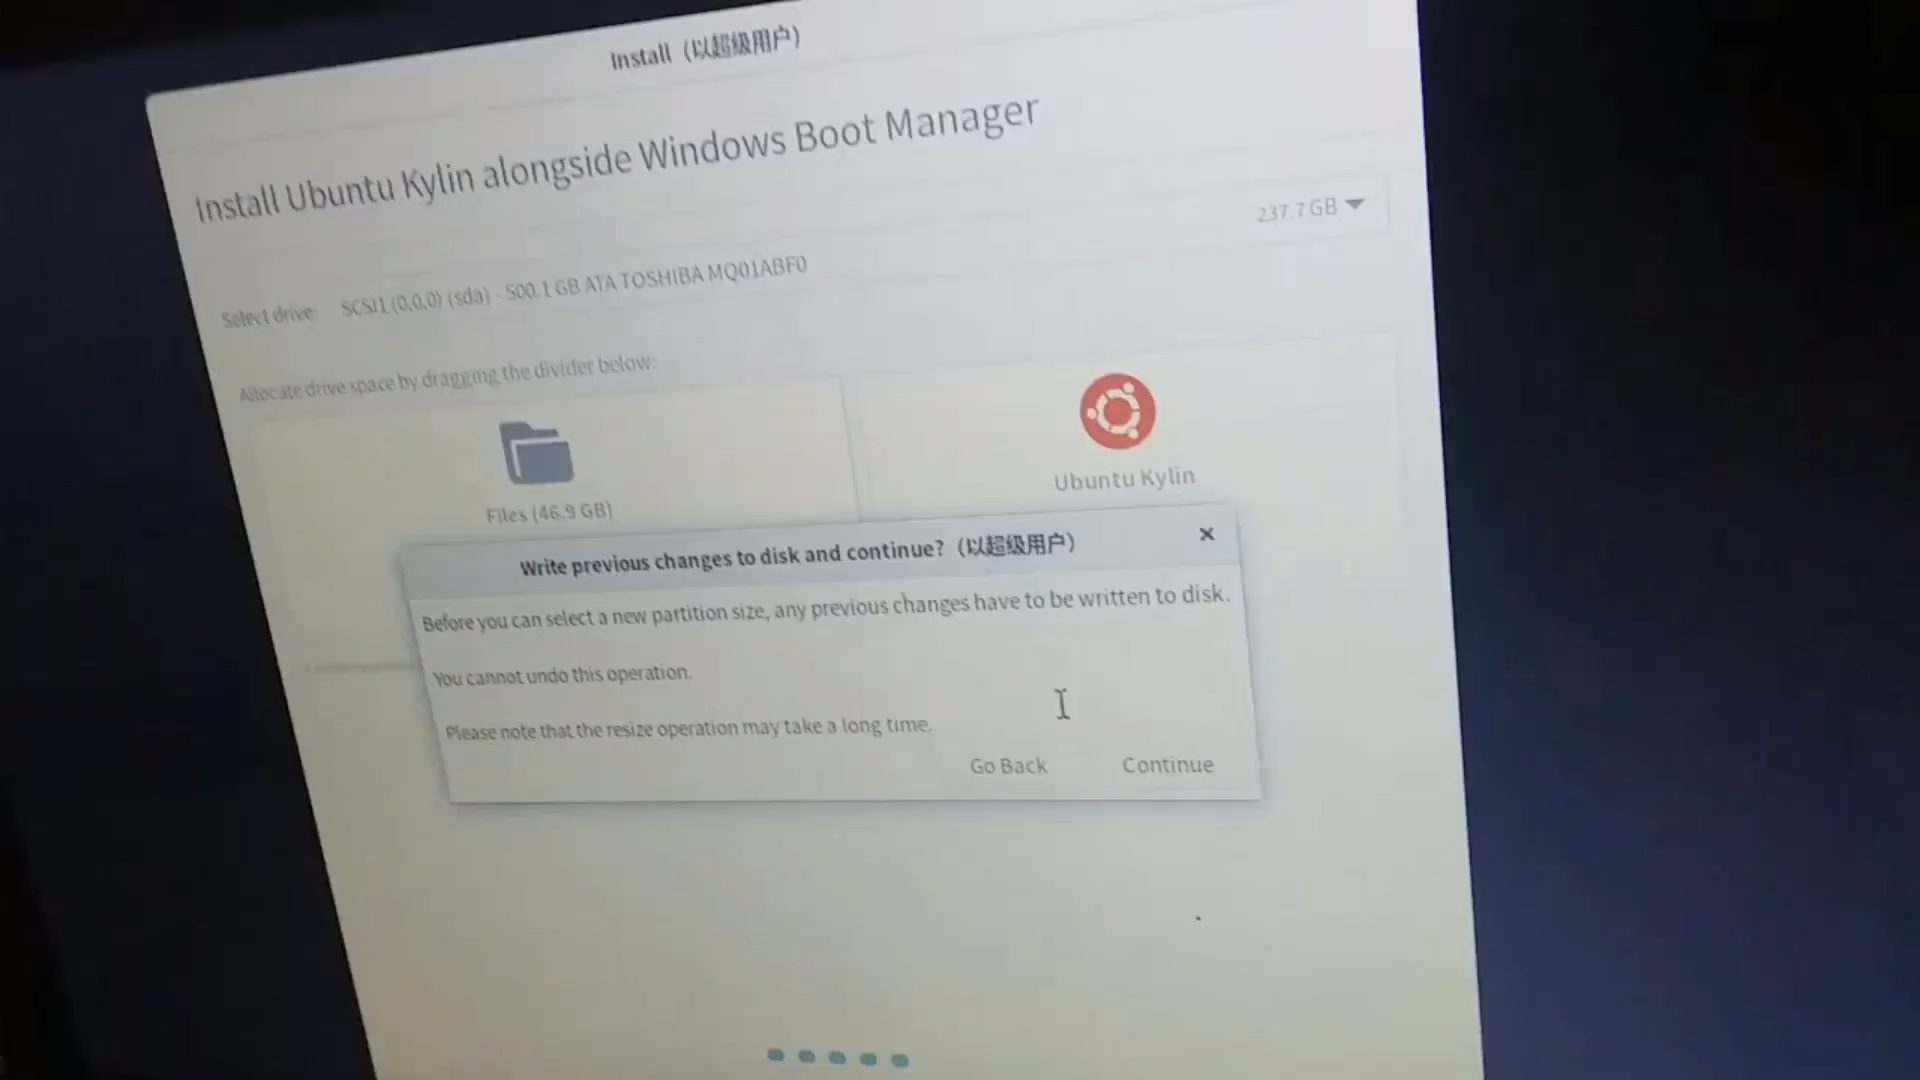 Install（以超级用户）
Install Ubuntu Kylin alongside Windows Boot Manager
237.7 GB
Select drive: SCSI1 (0,0,0) (sda) - 500.1 GB ATA TOSHIBA MQ01ABF0
Allocate drive space by dragging the divider below:
Files (46.9 GB)
Ubuntu Kylin
Write previous changes to disk and continue?（以超级用户）
Before you can select a new partition size, any previous changes have to be written to disk.
You cannot undo this operation.
Please note that the resize operation may take a long time.
Go Back Continue